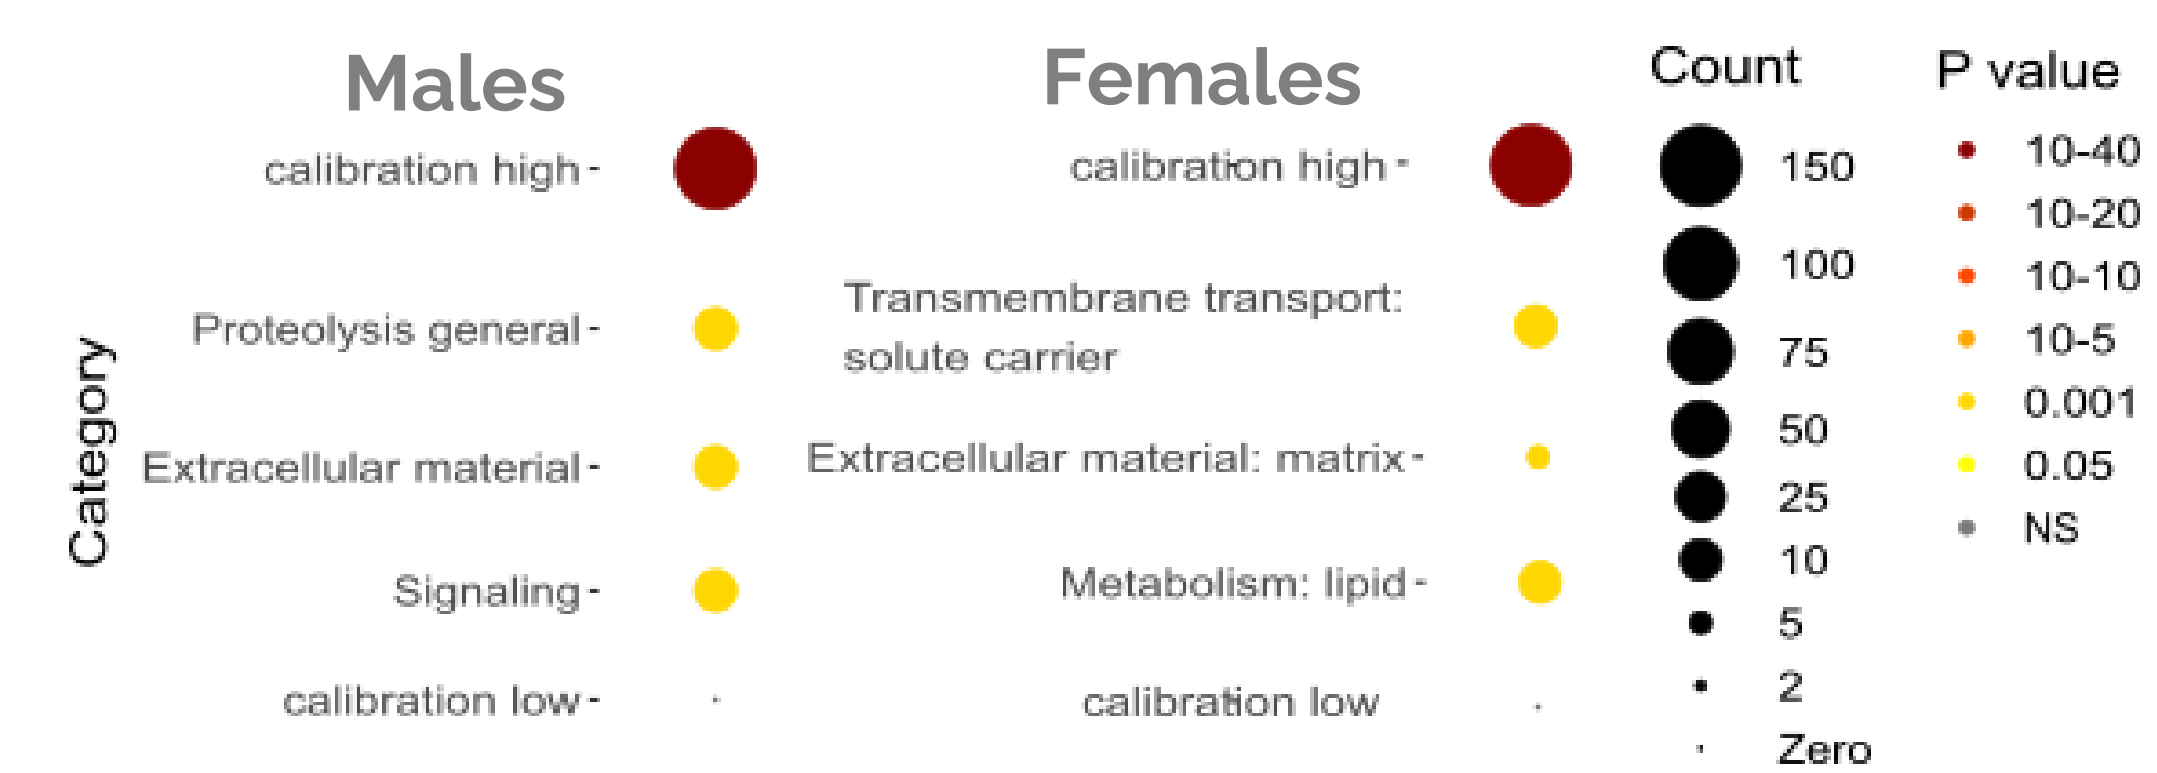 Males
Females
Count
P value
Category
calibration high
Proteolysis general
Extracellular material
Signaling
calibration low
calibration high
Transmembrane transport:
solute carrier
Extracellular material: matrix
Metabolism: lipid
calibration low
150
100
75
50
25
10
5
2
Zero
10-40
10-20
10-10
10-5
0.001
0.05
NS